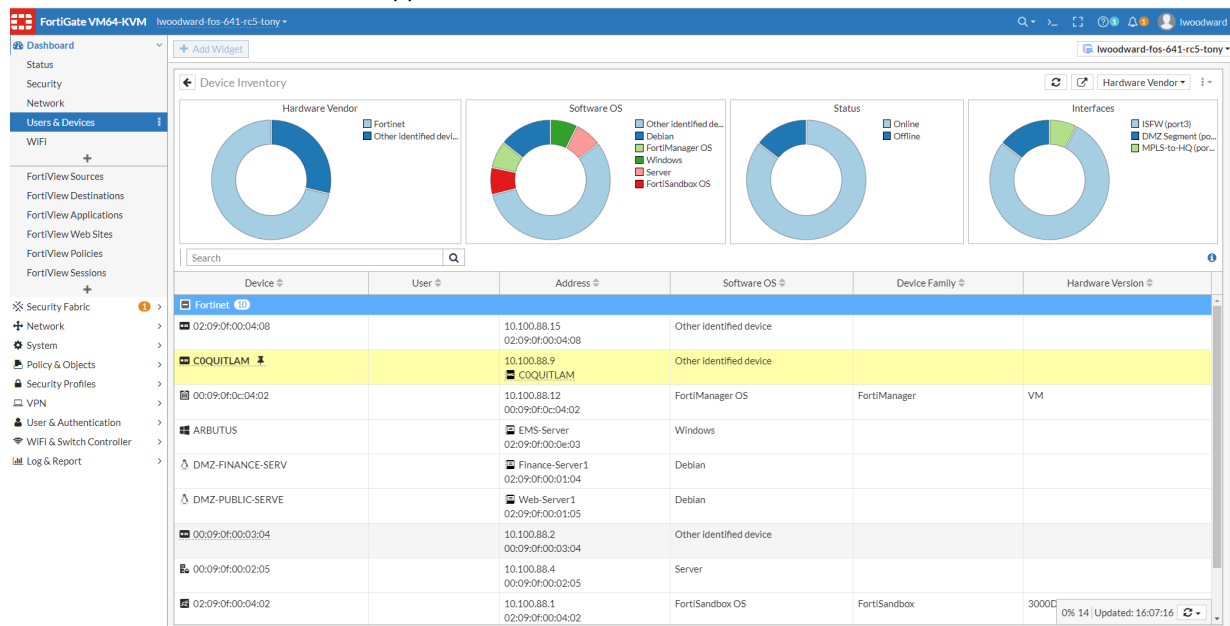 FortiGate VM64-KVM lwoodward-fos-641-rc5-tony
1 1 lwoodward
Dashboard
Status
Security
Network
Users & Devices
WiFi
FortiView Sources
FortiView Destinations
FortiView Applications
FortiView Web Sites
FortiView Policies
FortiView Sessions
Security Fabric 1
Network
System
Policy & Objects
Security Profiles
VPN
User & Authentication
WiFi & Switch Controller
Log & Report
Add Widget
lwoodward-fos-641-rc5-tony
Device Inventory
Hardware Vendor
Hardware Vendor
Fortinet
Other identified devi...
Software OS
Other identified de...
Debian
FortiManager OS
Windows
Server
FortiSandbox OS
Status
Online
Offline
Interfaces
ISFW (port3)
DMZ Segment (po...
MPLS-to-HQ (por...
Search
Device User Address Software OS Device Family Hardware Version
Fortinet 10
02:09:0f:00:04:08 10.100.88.15 Other identified device
02:09:0f:00:04:08
C0QUITLAM 10.100.88.9 Other identified device
C0QUITLAM
00:09:0f:0c:04:02 10.100.88.12 FortiManager OS FortiManager VM
00:09:0f:0c:04:02
ARBUTUS EMS-Server Windows
02:09:0f:00:0e:03
DMZ-FINANCE-SERV Finance-Server1 Debian
02:09:0f:00:01:04
DMZ-PUBLIC-SERVE Web-Server1 Debian
02:09:0f:00:01:05
00:09:0f:00:03:04 10.100.88.2 Other identified device
00:09:0f:00:03:04
00:09:0f:00:02:05 10.100.88.4 Server
00:09:0f:00:02:05
02:09:0f:00:04:02 10.100.88.1 FortiSandbox OS FortiSandbox 3000D
02:09:0f:00:04:02
0% 14 Updated: 16:07:16